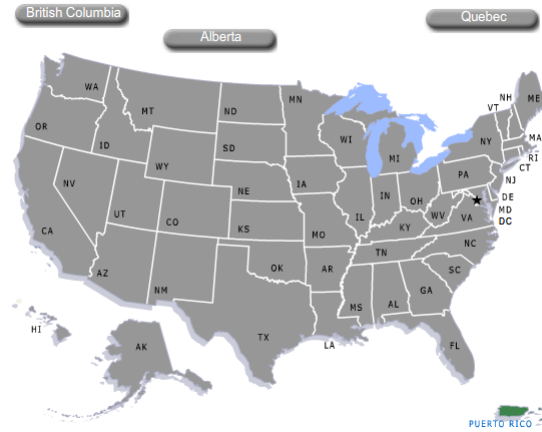 British Columbia
Alberta
Quebec
WA
MT
ND
MN
NH
ME
VT
OR
ID
SD
WI
MI
NY
MA
RI
CT
WY
NV
NE
IA
PA
NJ
UT
CO
KS
IL
IN
OH
WV
VA
DE
MD
DC
CA
AZ
NM
OK
MO
AR
KY
TN
NC
SC
MS
AL
GA
HI
AK
TX
LA
FL
PUERTO RICO